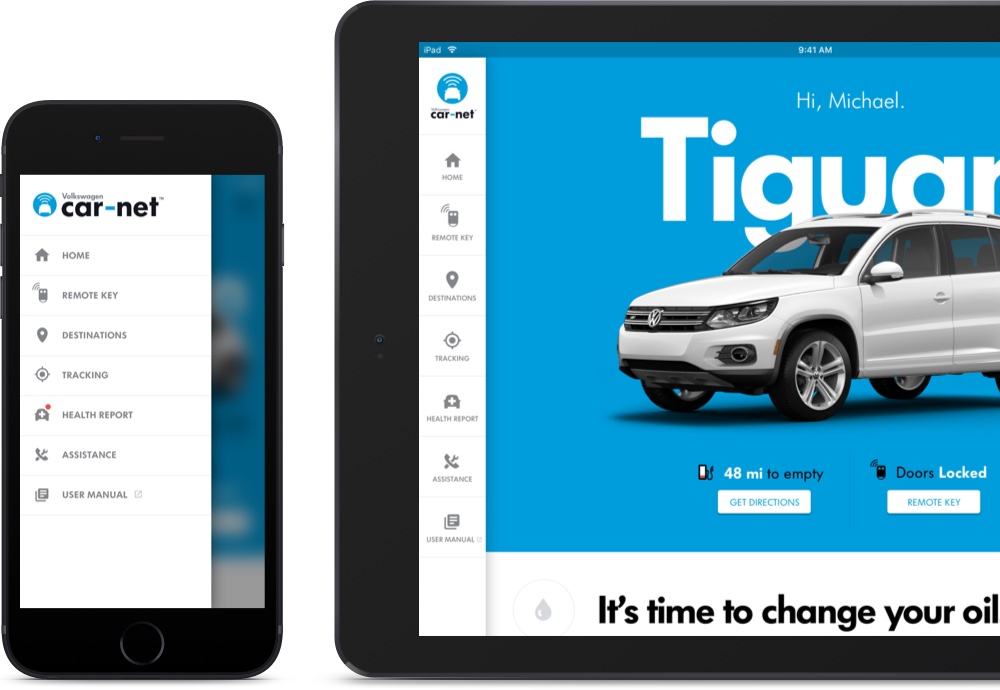 Volkswagen
car-net™
HOME
REMOTE KEY
DESTINATIONS
TRACKING
HEALTH REPORT
ASSISTANCE
USER MANUAL
iPad
9:41 AM
Volkswagen
car-net™
HOME
REMOTE KEY
DESTINATIONS
TRACKING
HEALTH REPORT
ASSISTANCE
USER MANUAL
Hi, Michael.
Tiguan
48 mi to empty
GET DIRECTIONS
Doors Locked
REMOTE KEY
It's time to change your oil.